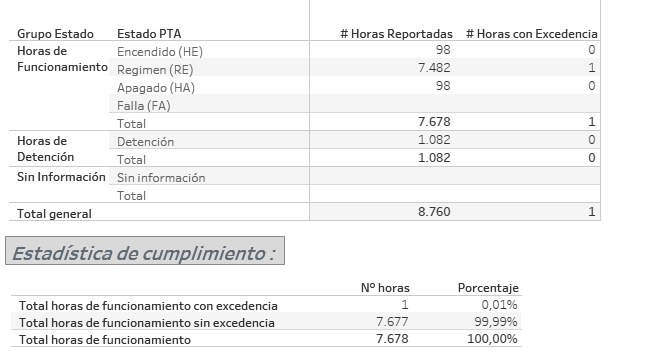 Grupo Estado Estado PTA # Horas Reportadas # Horas con Excedencia
Horas de Funcionamiento Encendido (HE) 98 0
Regimen (RE) 7.482 1
Apagado (HA) 98 0
Falla (FA)
Total 7.678 1
Horas de Detención Detención 1.082 0
Total 1.082 0
Sin Información Sin información
Total
Total general 8.760 1
Estadística de cumplimiento :
Nº horas Porcentaje
Total horas de funcionamiento con excedencia 1 0,01%
Total horas de funcionamiento sin excedencia 7.677 99,99%
Total horas de funcionamiento 7.678 100,00%